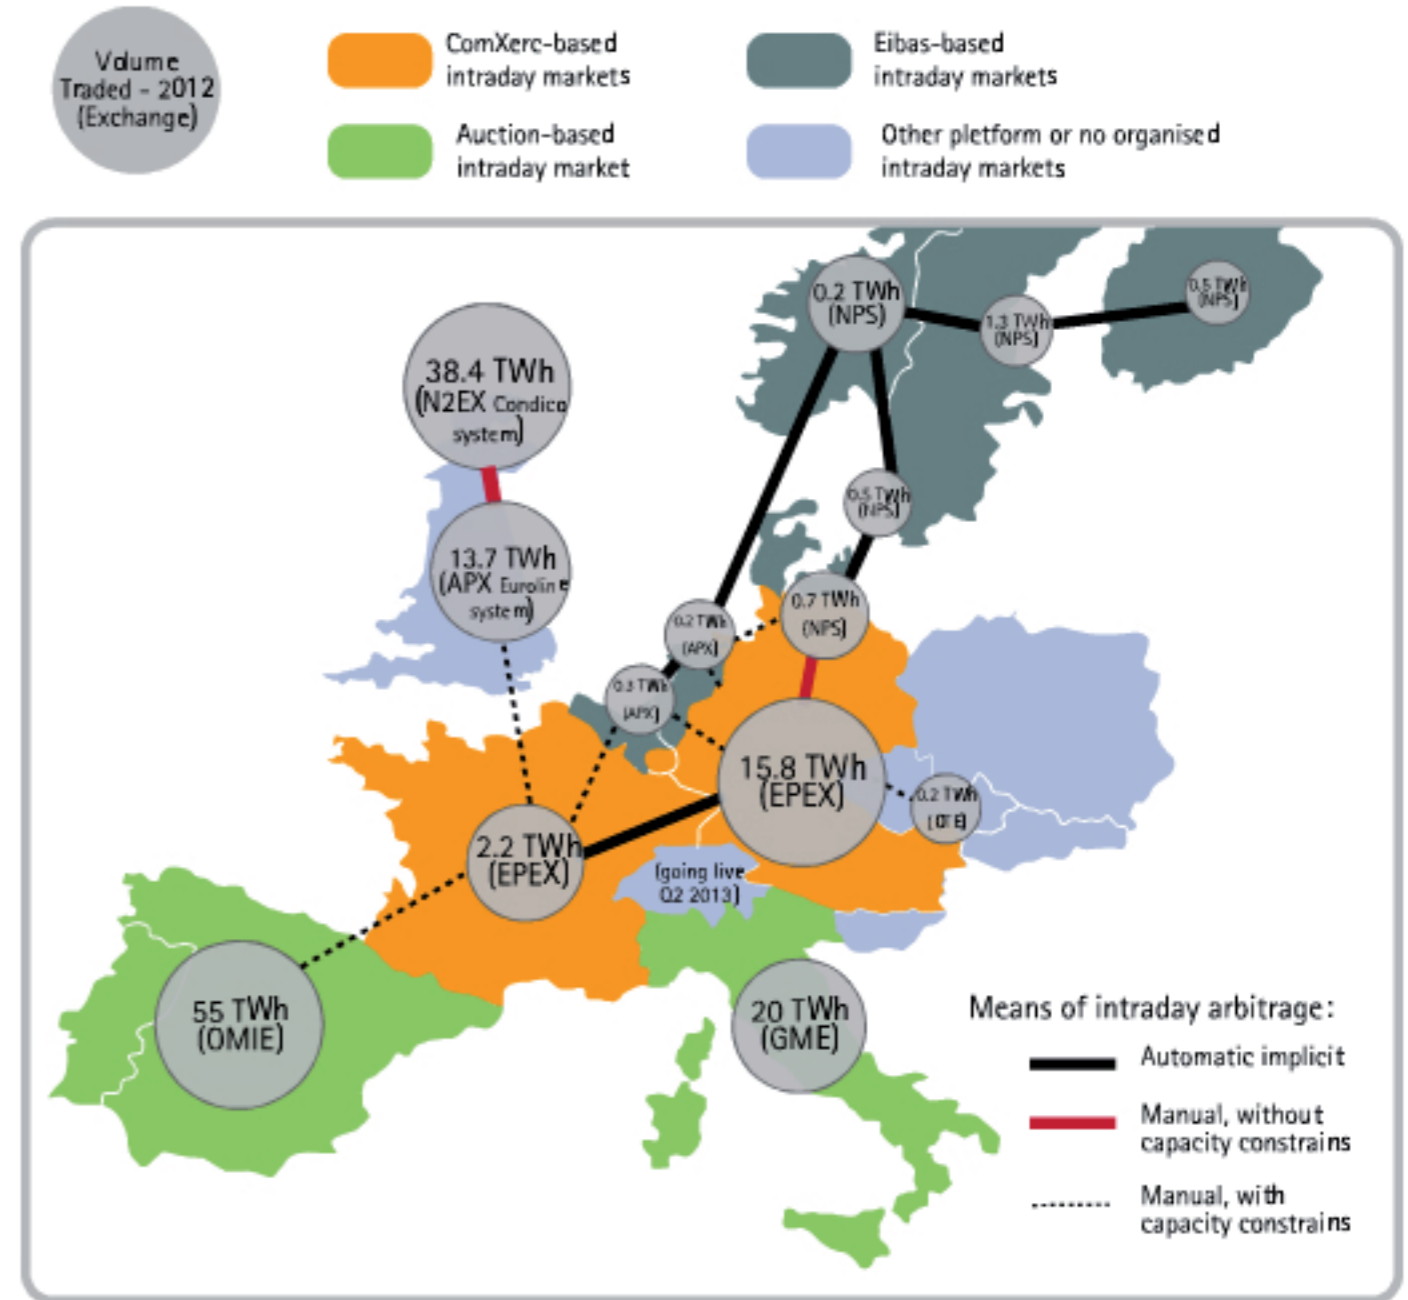 Volume
Traded - 2012
(Exchange)
ComXerc-based
intraday markets
Eibas-based
intraday markets
Auction-based
intraday market
Other pletform or no organised
intraday markets
0.2 TWh
(NPS)
1.3 TWh
(NPS)
0.5 TWh
(NPS)
38.4 TWh
(N2EX Condico
system)
0.5 TWh
(NPS)
13.7 TWh
(APX Euroline
system)
0.7 TWh
(NPS)
0.2 TWh
(APX)
0.3 TWh
(APX)
15.8 TWh
(EPEX)
0.2 TWh
(OTE)
2.2 TWh
(EPEX)
(going live
Q2 2013)
55 TWh
(OMIE)
20 TWh
(GME)
Means of intraday arbitrage:
Automatic implicit
Manual, without
capacity constrains
Manual, with
capacity constrains